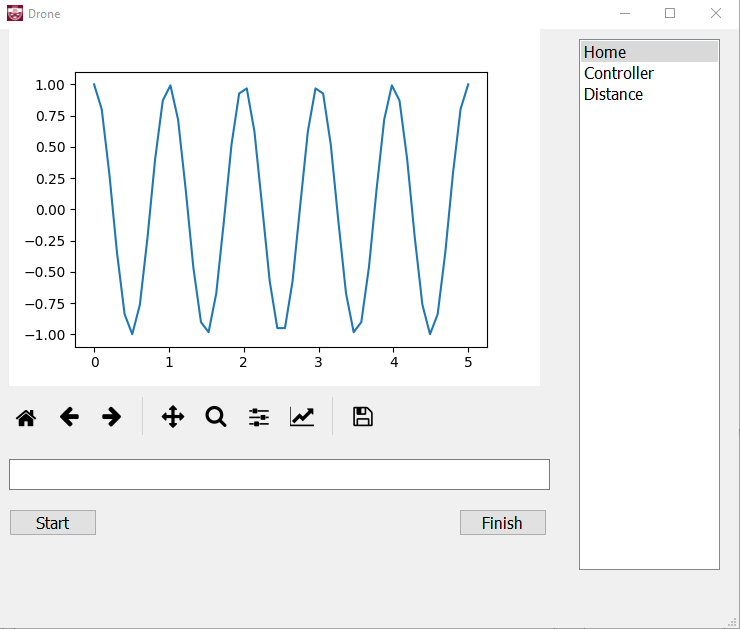 Drone
1.00
0.75
0.50
0.25
0.00
−0.25
−0.50
−0.75
−1.00
0 1 2 3 4 5
Start Finish
Home
Controller
Distance